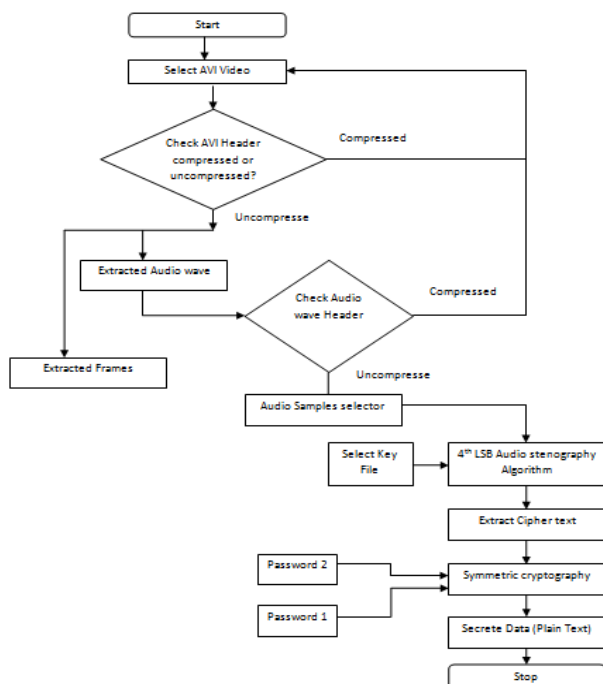 Start
Select AVI Video
Check AVI Header
compressed or
uncompressed?
Compressed
Uncompresse
Extracted Audio wave
Check Audio
wave Header
Compressed
Extracted Frames
Uncompresse
Audio Samples selector
Select Key
File
4th LSB Audio stenography
Algorithm
Extract Cipher text
Password 2
Symmetric cryptography
Password 1
Secrete Data (Plain Text)
Stop